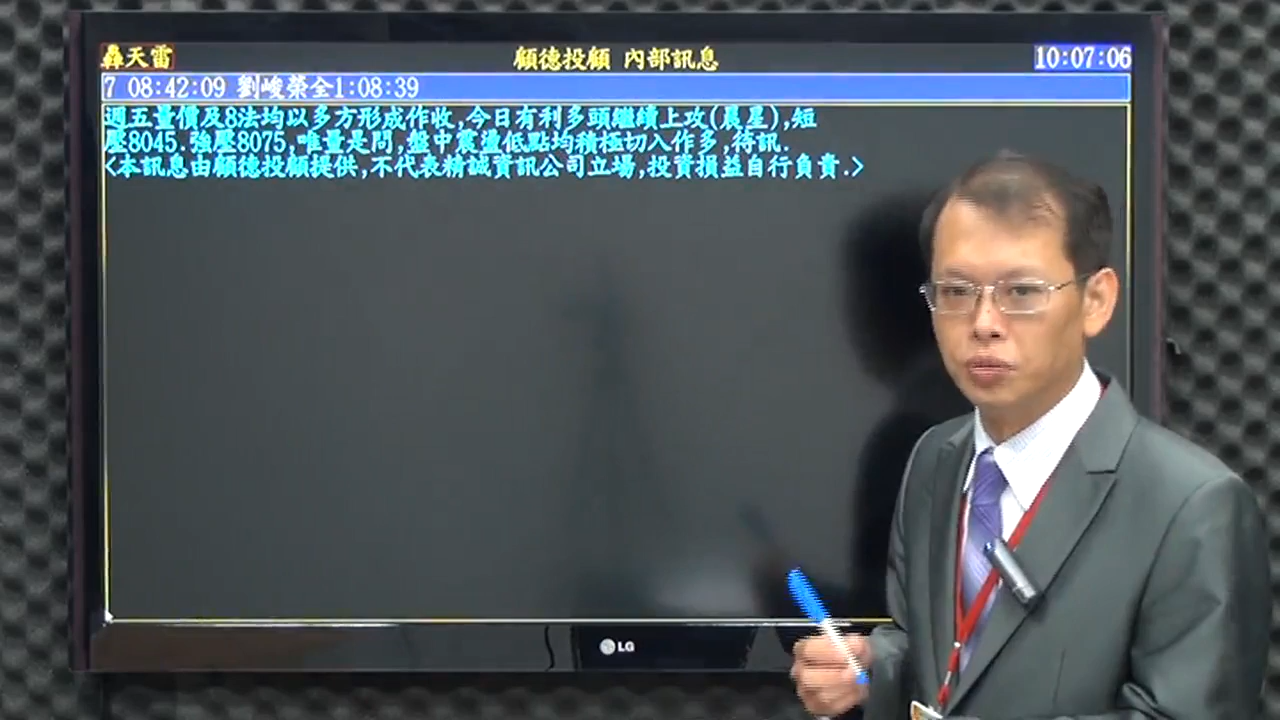 轟天雷 顧德投顧 內部訊息 10:07:06
7 08:42:09 劉峻榮全1:08:39
週五量價及8法均以多方形成作收,今日有利多頭繼續上攻(晨星),短
壓8045.強壓8075,唯量是問,盤中震盪低點均積極切入作多,待訊.
<本訊息由顧德投顧提供,不代表精誠資訊公司立場,投資損益自行負責.>
LG